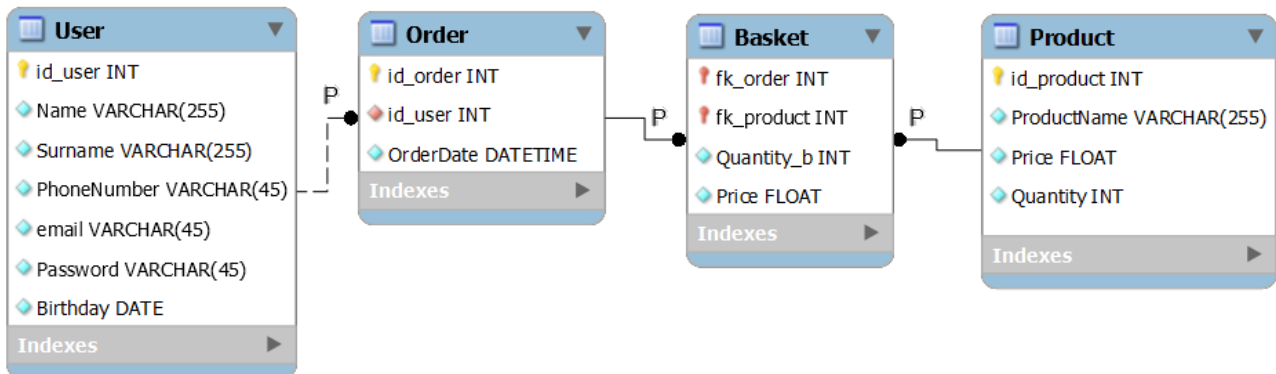 User
id_user INT
Name VARCHAR(255)
Surname VARCHAR(255)
PhoneNumber VARCHAR(45)
email VARCHAR(45)
Password VARCHAR(45)
Birthday DATE
Indexes
P
Order
id_order INT
id_user INT
OrderDate DATETIME
Indexes
P
Basket
fk_order INT
fk_product INT
Quantity_b INT
Price FLOAT
Indexes
P
Product
id_product INT
ProductName VARCHAR(255)
Price FLOAT
Quantity INT
Indexes